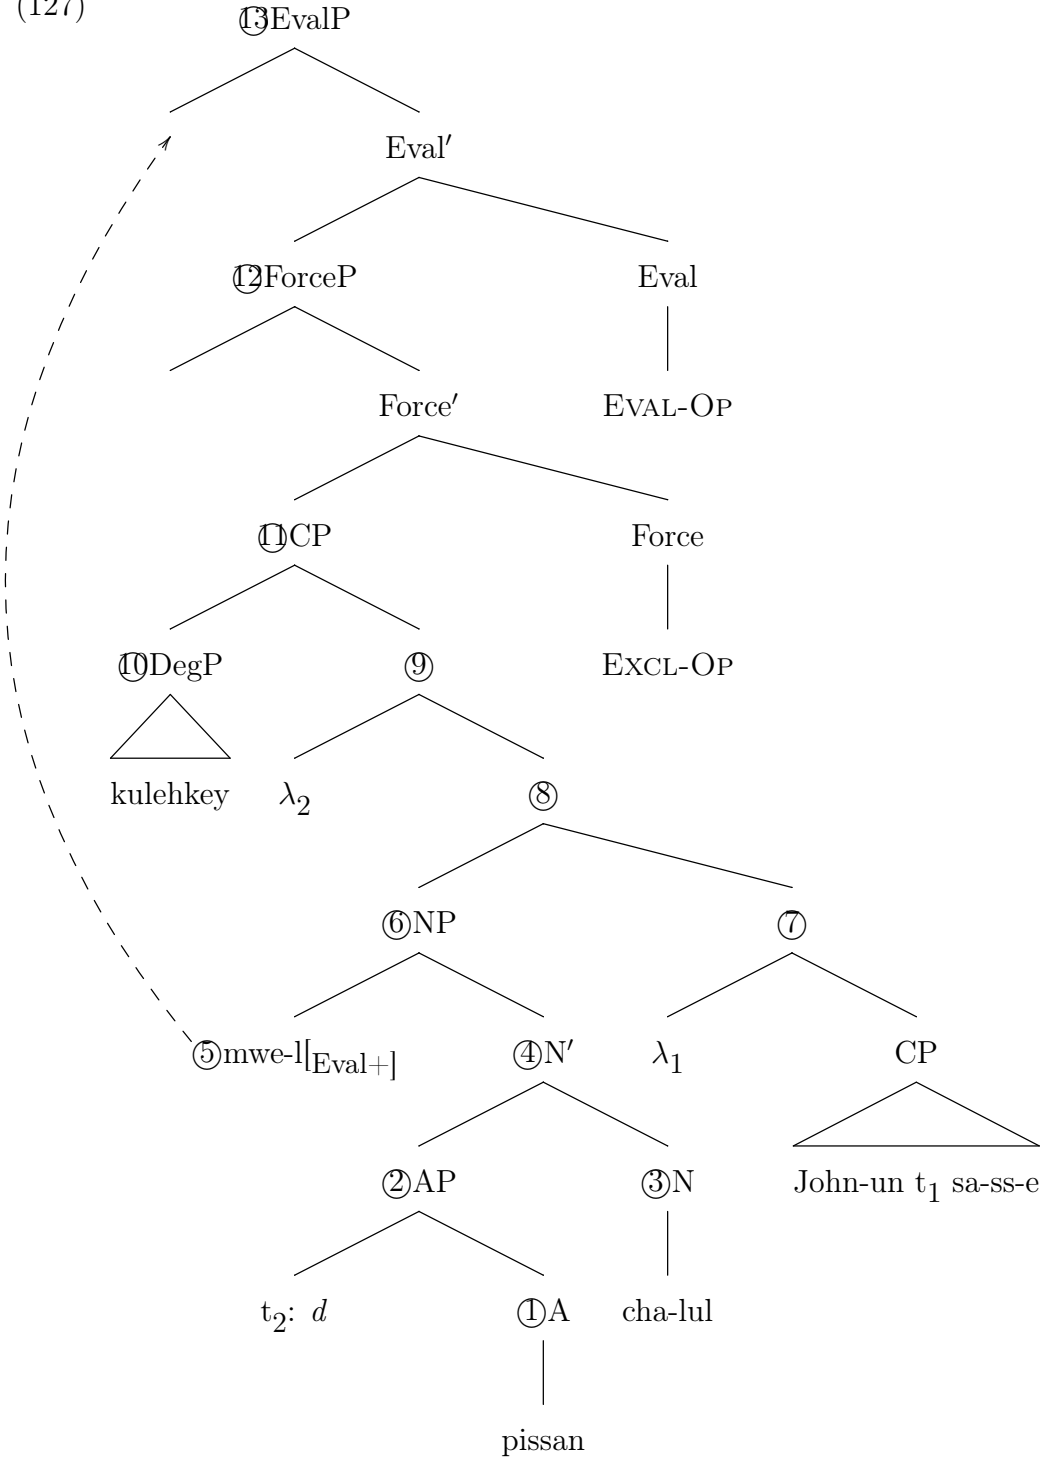 (127)
⑬EvalP
Eval′
⑫ForceP Eval
Force′ EVAL-OP
⑪CP Force
⑩DegP ⑨ EXCL-OP
kulehkey λ2 ⑧
⑥NP ⑦
⑤mwe-l[Eval+] ④N′ λ1 CP
②AP ③N John-un t1 sa-ss-e
t2: d ①A cha-lul
pissan